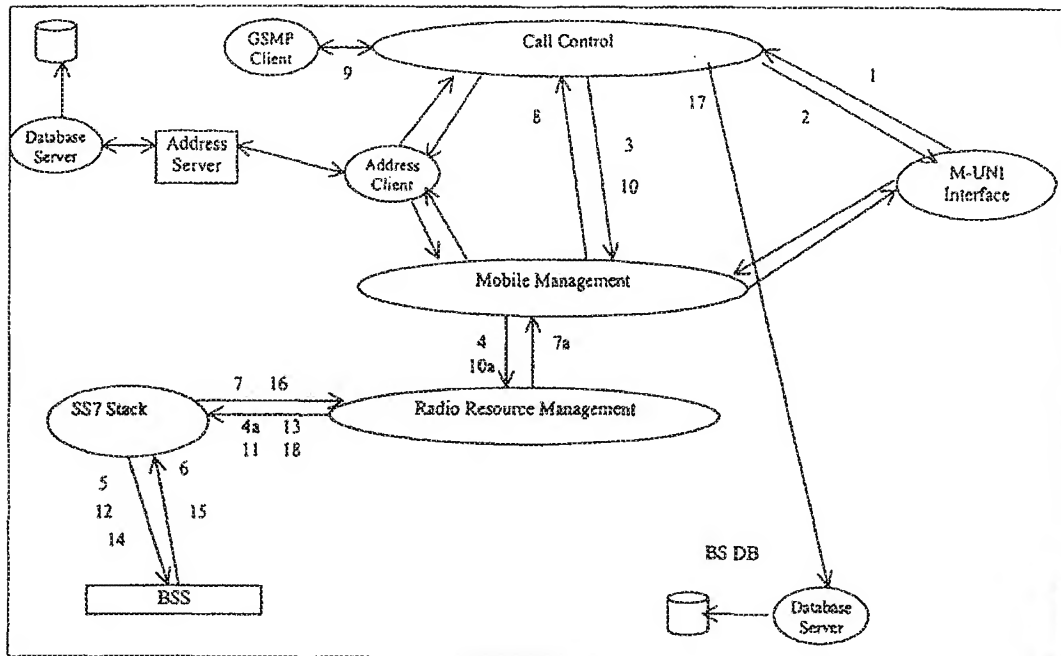 GSMP
Client
Call Control
9
1
2
17
8
3
10
Database
Server
Address
Server
Address
Client
M-UNI
Interface
Mobile Management
4
7a
10a
7 16
SS7 Stack
Radio Resource Management
4a 13
11 18
6
5
12
15
14
BSS
BS DB
Database
Server